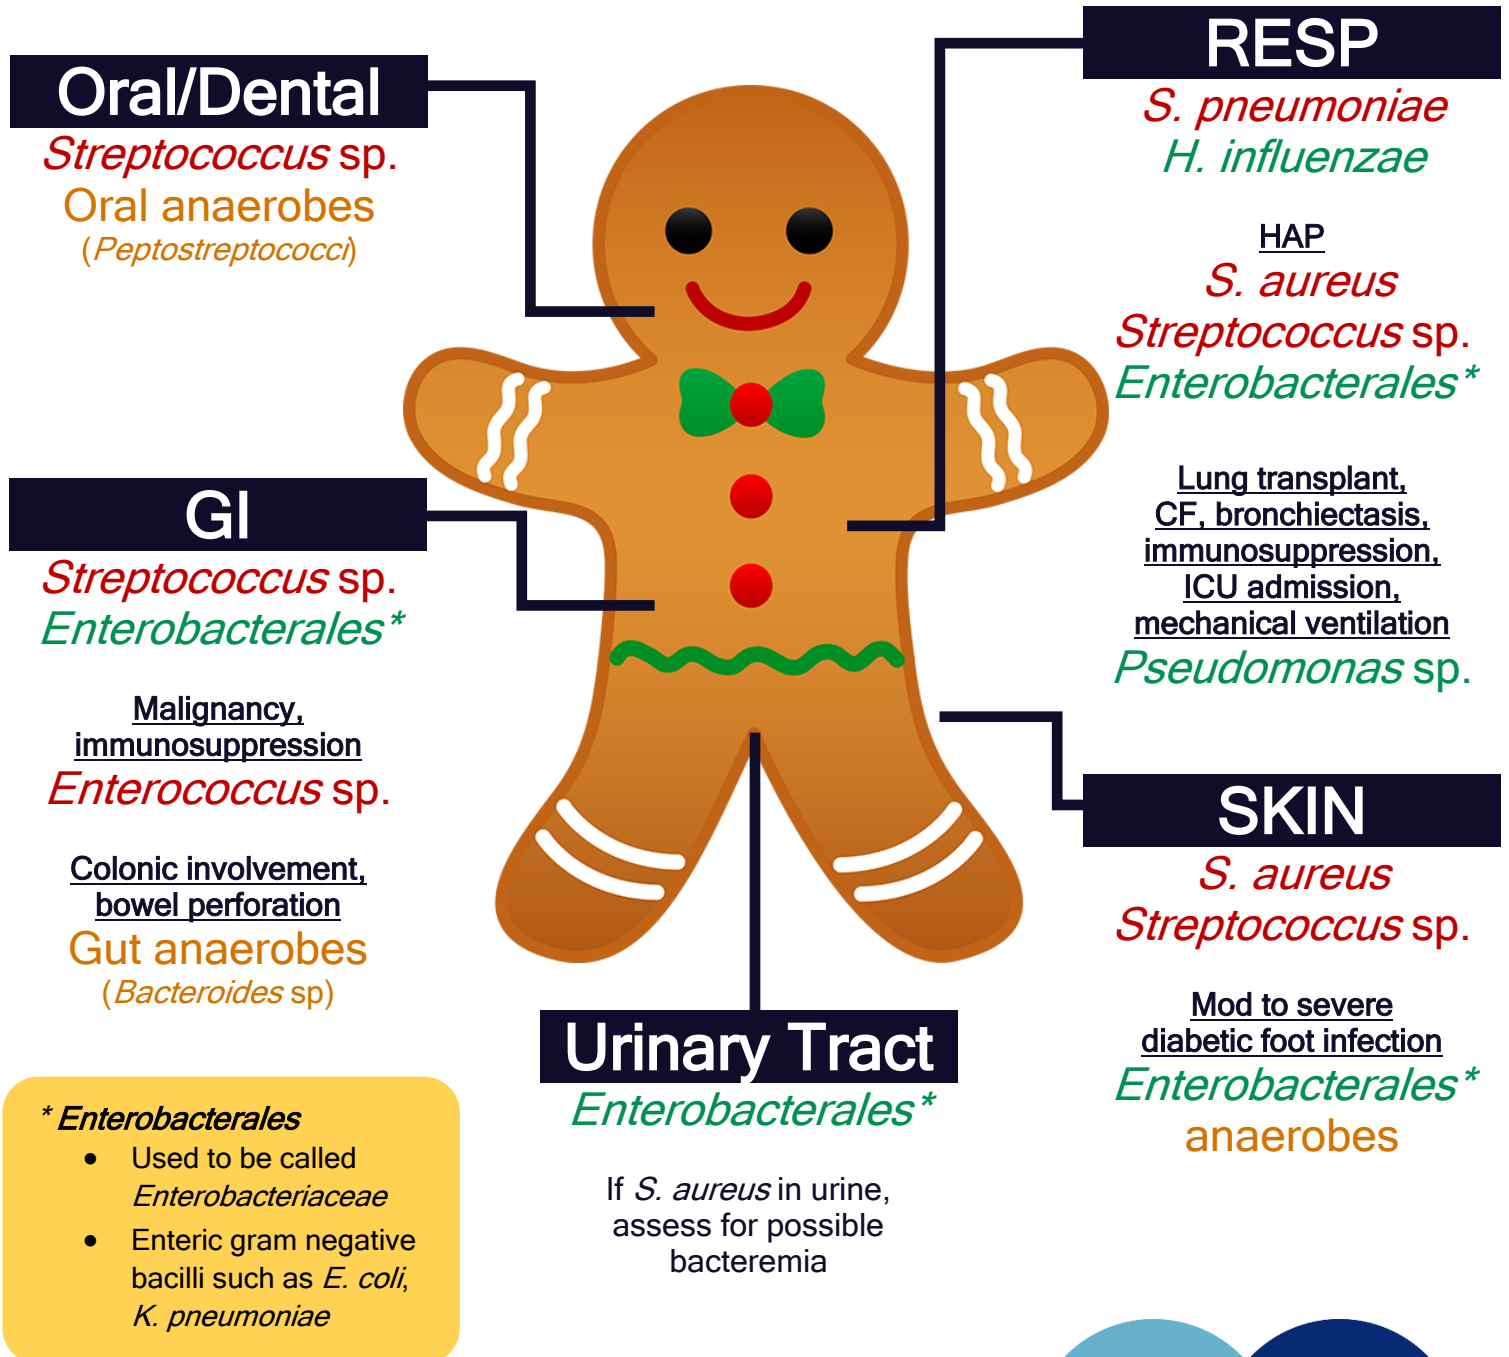 Oral/Dental
Streptococcus sp.
Oral anaerobes
(Peptostreptococci)
GI
Streptococcus sp.
Enterobacterales*
Malignancy,
immunosuppression
Enterococcus sp.
Colonic involvement,
bowel perforation
Gut anaerobes
(Bacteroides sp)
* Enterobacterales
• Used to be called
Enterobacteriaceae
• Enteric gram negative
bacilli such as E. coli,
K. pneumoniae
Urinary Tract
Enterobacterales*
If S. aureus in urine,
assess for possible
bacteremia
RESP
S. pneumoniae
H. influenzae
HAP
S. aureus
Streptococcus sp.
Enterobacterales*
Lung transplant,
CF, bronchiectasis,
immunosuppression,
ICU admission,
mechanical ventilation
Pseudomonas sp.
SKIN
S. aureus
Streptococcus sp.
Mod to severe
diabetic foot infection
Enterobacterales*
anaerobes